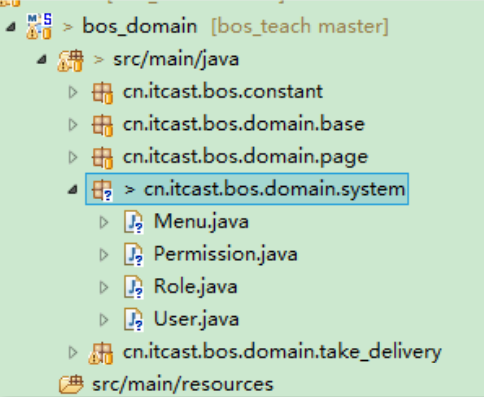 > bos_domain [bos_teach master]
> src/main/java
cn.itcast.bos.constant
cn.itcast.bos.domain.base
cn.itcast.bos.domain.page
> cn.itcast.bos.domain.system
Menu.java
Permission.java
Role.java
User.java
cn.itcast.bos.domain.take_delivery
src/main/resources